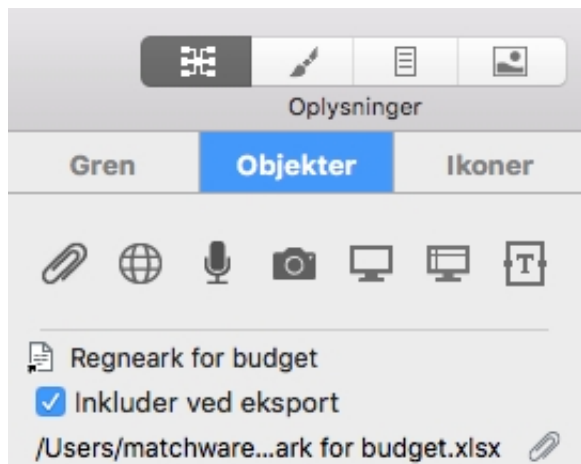 Oplysninger
Gren Objekter Ikoner
T
Regneark for budget
Inkluder ved eksport
/Users/matchware...ark for budget.xlsx